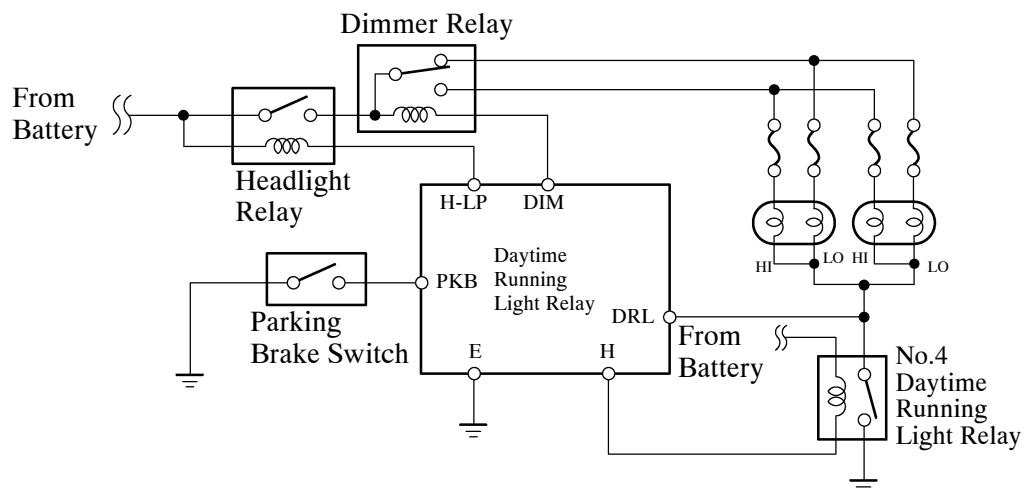 Dimmer Relay
From
Battery
Headlight
Relay
H-LP
DIM
Daytime
Running
Light Relay
PKB
DRL
E
H
Parking
Brake Switch
HI
LO
HI
LO
From
Battery
No.4
Daytime
Running
Light Relay